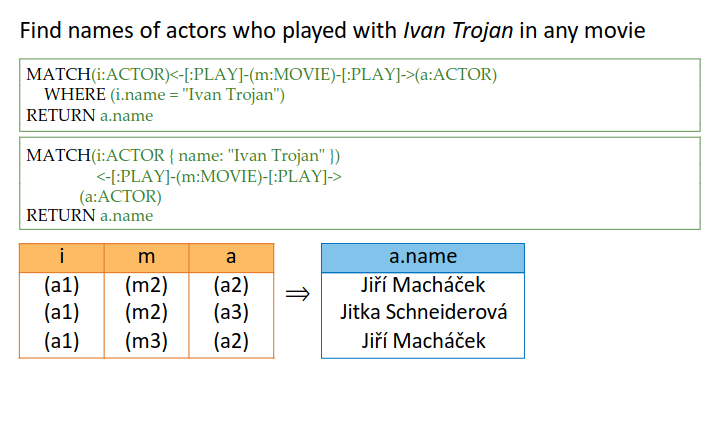 Find names of actors who played with Ivan Trojan in any movie
MATCH(i:ACTOR)<-[:PLAY]-(m:MOVIE)-[:PLAY]->(a:ACTOR)
WHERE (i.name = "Ivan Trojan")
RETURN a.name
MATCH(i:ACTOR { name: "Ivan Trojan" })
<-[:PLAY]-(m:MOVIE)-[:PLAY]->
(a:ACTOR)
RETURN a.name
i m a
(a1) (m2) (a2)
(a1) (m2) (a3)
(a1) (m3) (a2)
⇒
a.name
Jiří Macháček
Jitka Schneiderová
Jiří Macháček